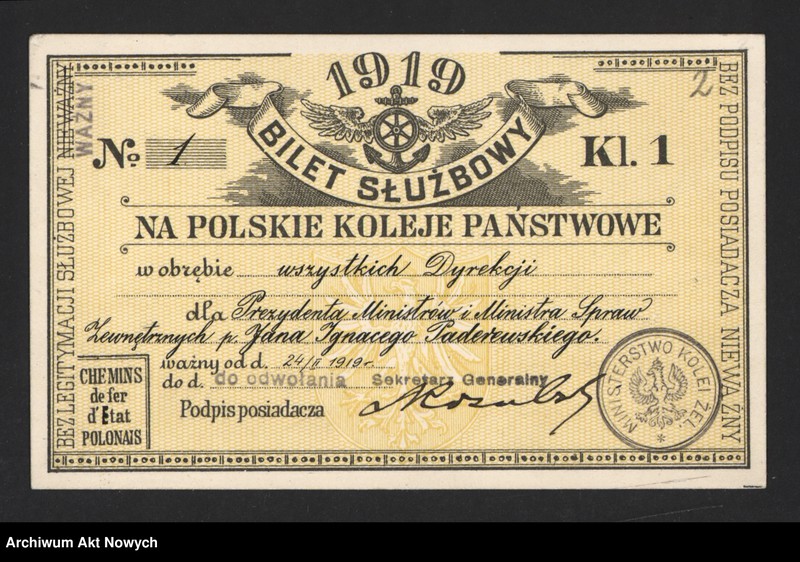 1919
2
No. 1
BILET SŁUŻBOWY
Kl. 1
NA POLSKIE KOLEJE PAŃSTWOWE
w obrębie wszystkich Dyrekcji
dla Prezydenta Ministrów i Ministra Spraw
Zewnętrznych p. Jana Ignacego Paderewskiego.
ważny od d. 24/II 1919 r.
do d. do odwołania Sekretarz Generalny
Podpis posiadacza
CHEMINS
de fer
d'Etat
POLONAIS
BEZ LEGITYMACJI SŁUŻBOWEJ NIEWAŻNY
WAŻNY
BEZ PODPISU POSIADACZA NIEWAŻNY
MINISTERSTWO KOLEI ŻEL.
Archiwum Akt Nowych